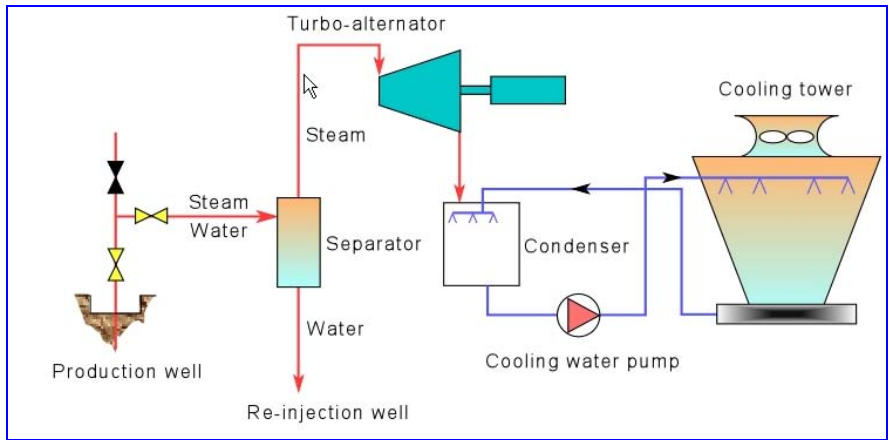 Turbo-alternator
Cooling tower
Steam
Steam
Water
Separator
Condenser
Water
Cooling water pump
Production well
Re-injection well